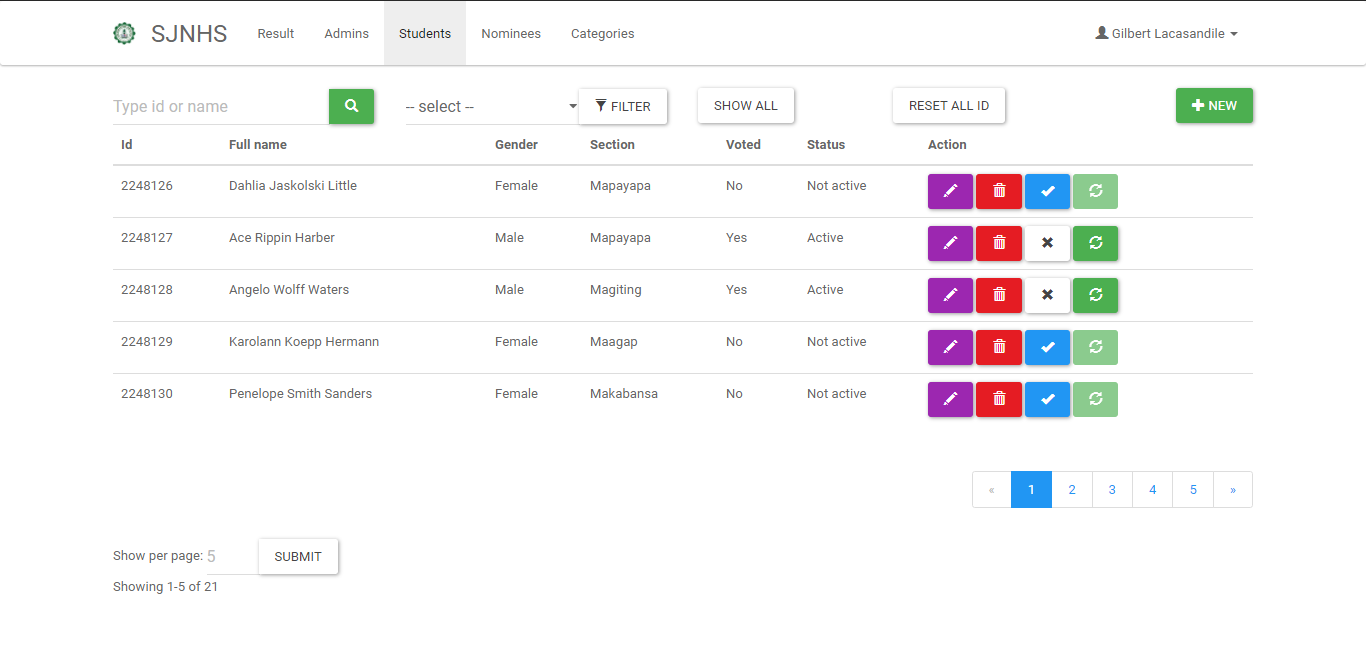 SJNHS Result Admins Students Nominees Categories Gilbert Lacasandile
Type id or name -- select -- FILTER SHOW ALL RESET ALL ID NEW
Id Full name Gender Section Voted Status Action
2248126 Dahlia Jaskolski Little Female Mapayapa No Not active
2248127 Ace Rippin Harber Male Mapayapa Yes Active
2248128 Angelo Wolff Waters Male Magiting Yes Active
2248129 Karolann Koepp Hermann Female Maagap No Not active
2248130 Penelope Smith Sanders Female Makabansa No Not active
« 1 2 3 4 5 »
Show per page: 5 SUBMIT
Showing 1-5 of 21